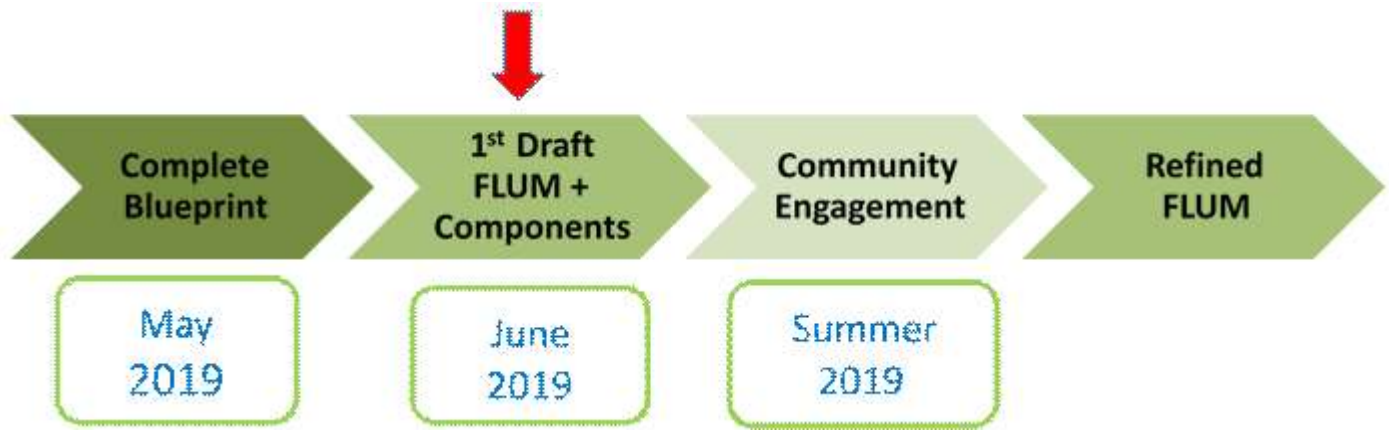 Complete
Blueprint
1st Draft
FLUM +
Components
Community
Engagement
Refined
FLUM
May
2019
June
2019
Summer
2019